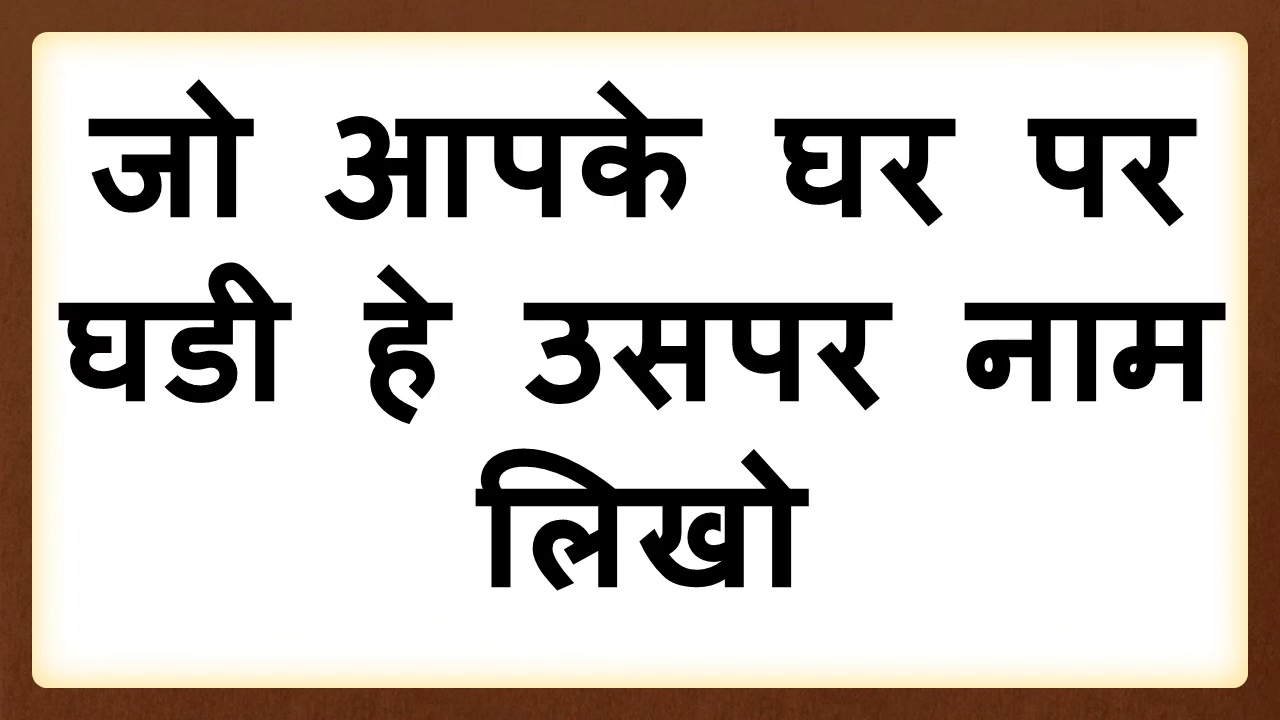 जो आपके घर पर
घडी हे उसपर नाम
लिखो